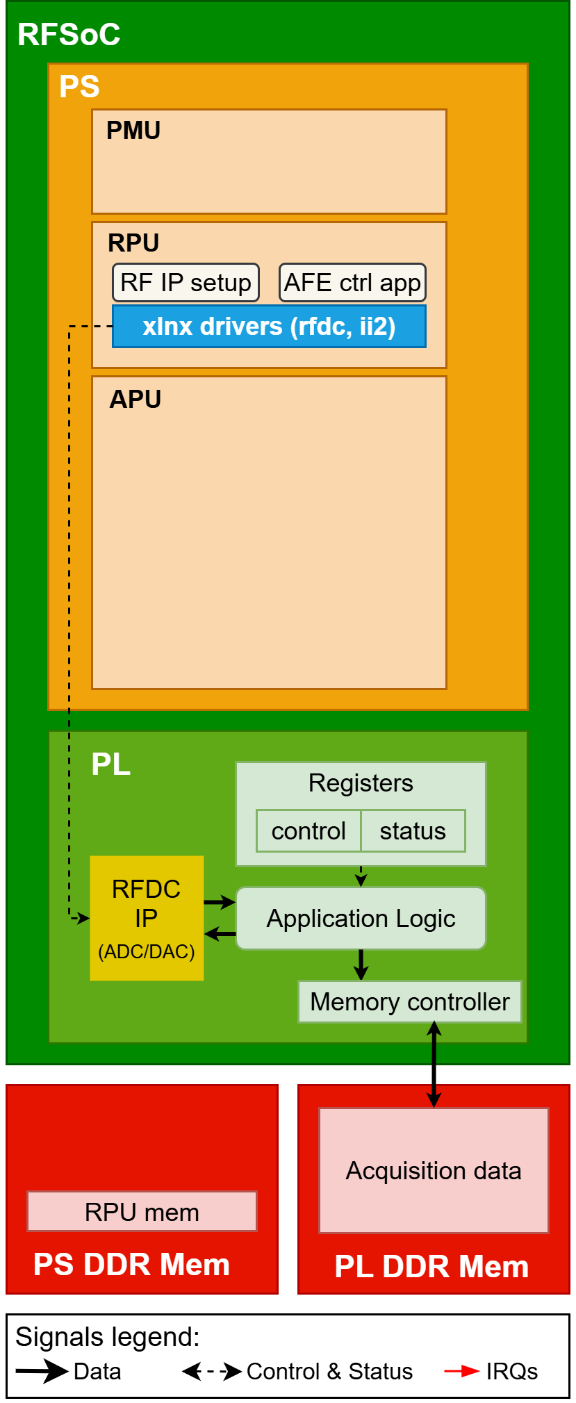 RFSoC
PS
PMU
RPU
RF IP setup
AFE ctrl app
xlnx drivers (rfdc, ii2)
APU
PL
Registers
control
status
RFDC
IP
(ADC/DAC)
Application Logic
Memory controller
Acquisition data
RPU mem
PS DDR Mem
PL DDR Mem
Signals legend:
Data
Control & Status
IRQs